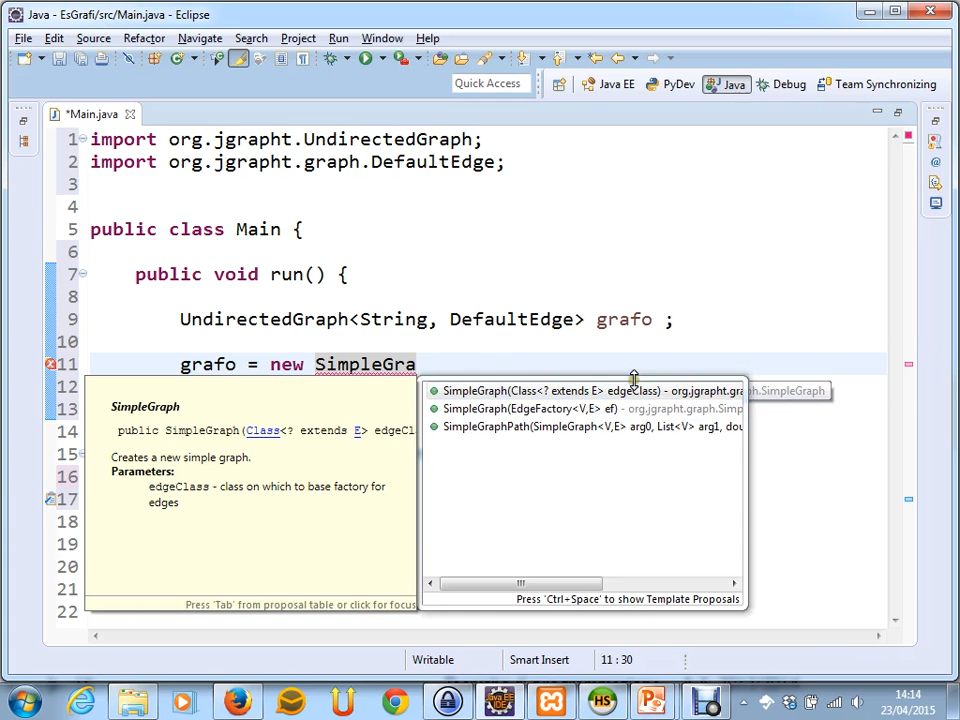 Java - EsGrafi/src/Main.java - Eclipse
File Edit Source Refactor Navigate Search Project Run Window Help
Quick Access Java EE PyDev Java Debug Team Synchronizing
*Main.java
1 import org.jgrapht.UndirectedGraph;
2 import org.jgrapht.graph.DefaultEdge;
3
4
5 public class Main {
6
7 public void run() {
8
9 UndirectedGraph<String, DefaultEdge> grafo ;
10
11 grafo = new SimpleGra
12
13
14
15
16
17
18
19
20
21
22
SimpleGraph
public SimpleGraph(Class<? extends E> edgeCl
Creates a new simple graph.
Parameters:
edgeClass - class on which to base factory for
edges
Press 'Tab' from proposal table or click for focus
SimpleGraph(Class<? extends E> edgeClass) - org.jgrapht.gra
h.SimpleGraph
SimpleGraph(EdgeFactory<V,E> ef) - org.jgrapht.graph.Simp
SimpleGraphPath(SimpleGraph<V,E> arg0, List<V> arg1, dou
Press 'Ctrl+Space' to show Template Proposals
Writable Smart Insert 11 : 30
14:14
23/04/2015